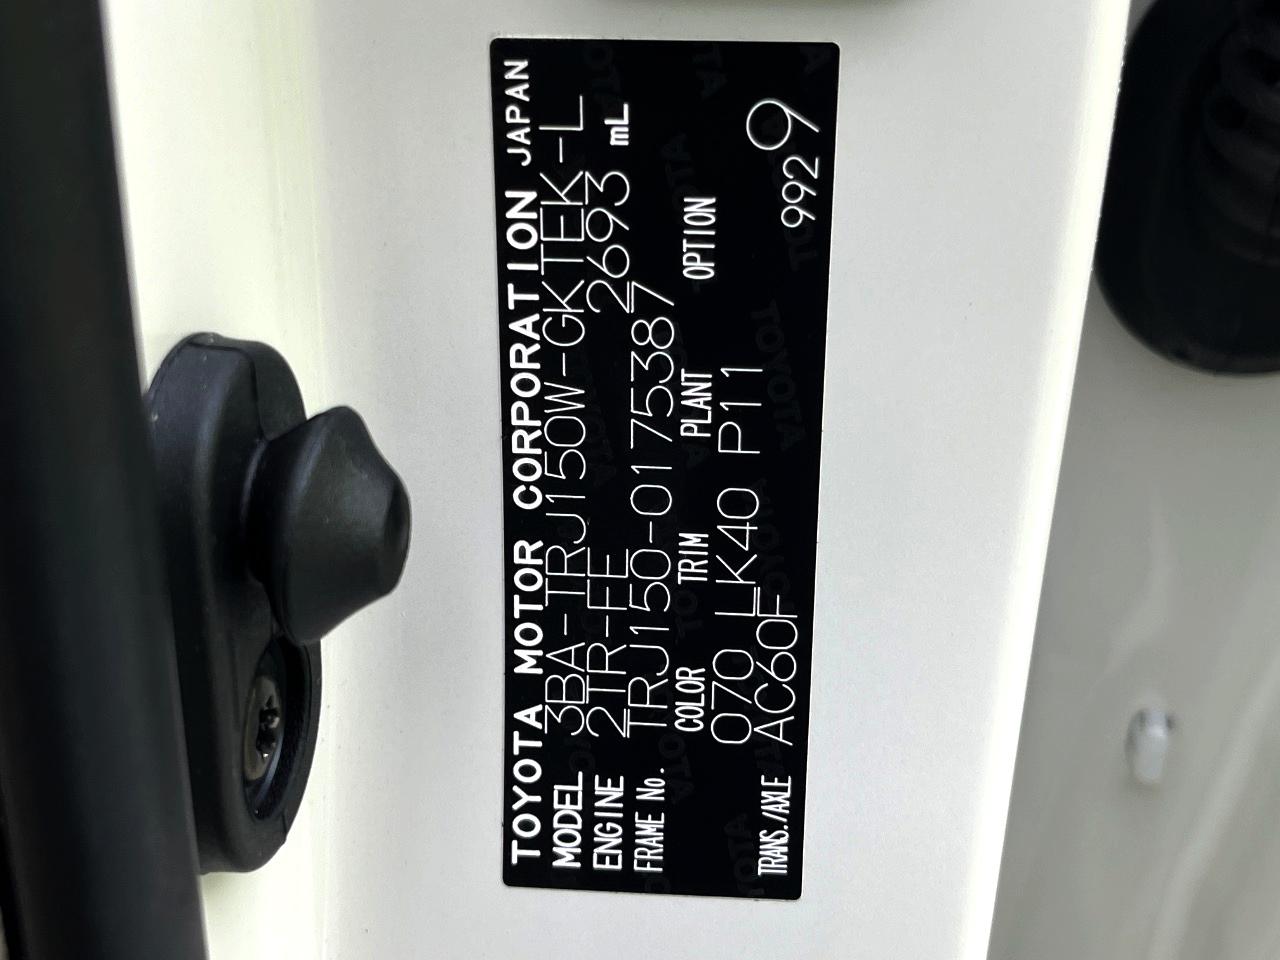 TOYOTA MOTOR CORPORATION JAPAN
MODEL 3BA-TRJ150W-GKTEK-L
ENGINE 2TR-FE 2693 mL
FRAME No. TRJ150-0175387
COLOR TRIM PLANT OPTION
070 LK40 P11
TRANS./AXLE AC60F 9929